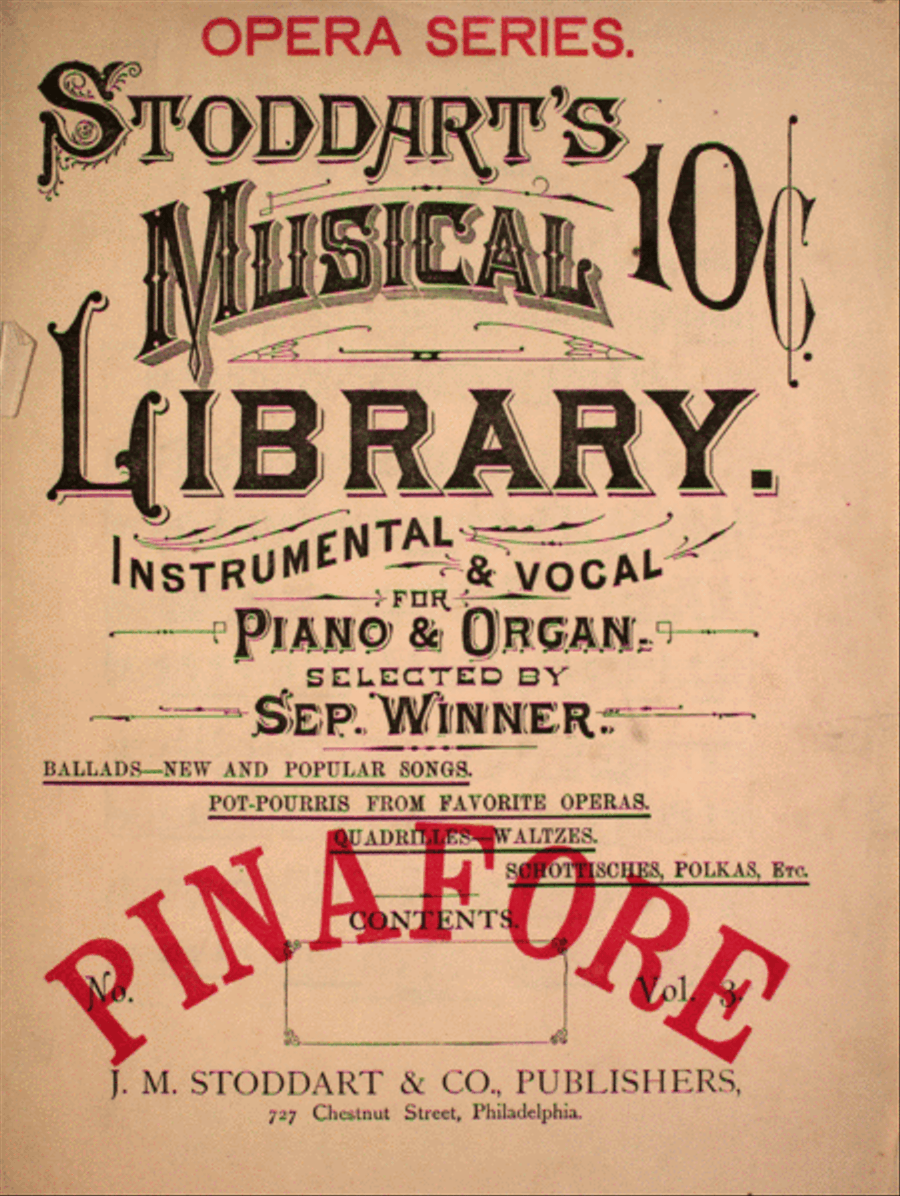 OPERA SERIES.
STODDART'S
MUSICAL
10C.
LIBRARY.
INSTRUMENTAL & VOCAL
FOR
PIANO & ORGAN.
SELECTED BY
SEP. WINNER.
BALLADS—NEW AND POPULAR SONGS.
POT-POURRIS FROM FAVORITE OPERAS.
QUADRILLES—WALTZES.
SCHOTTISCHES, POLKAS, ETC.
PINAFORE
CONTENTS.
No. Vol. 3.
J. M. STODDART & CO., PUBLISHERS,
727 Chestnut Street, Philadelphia.